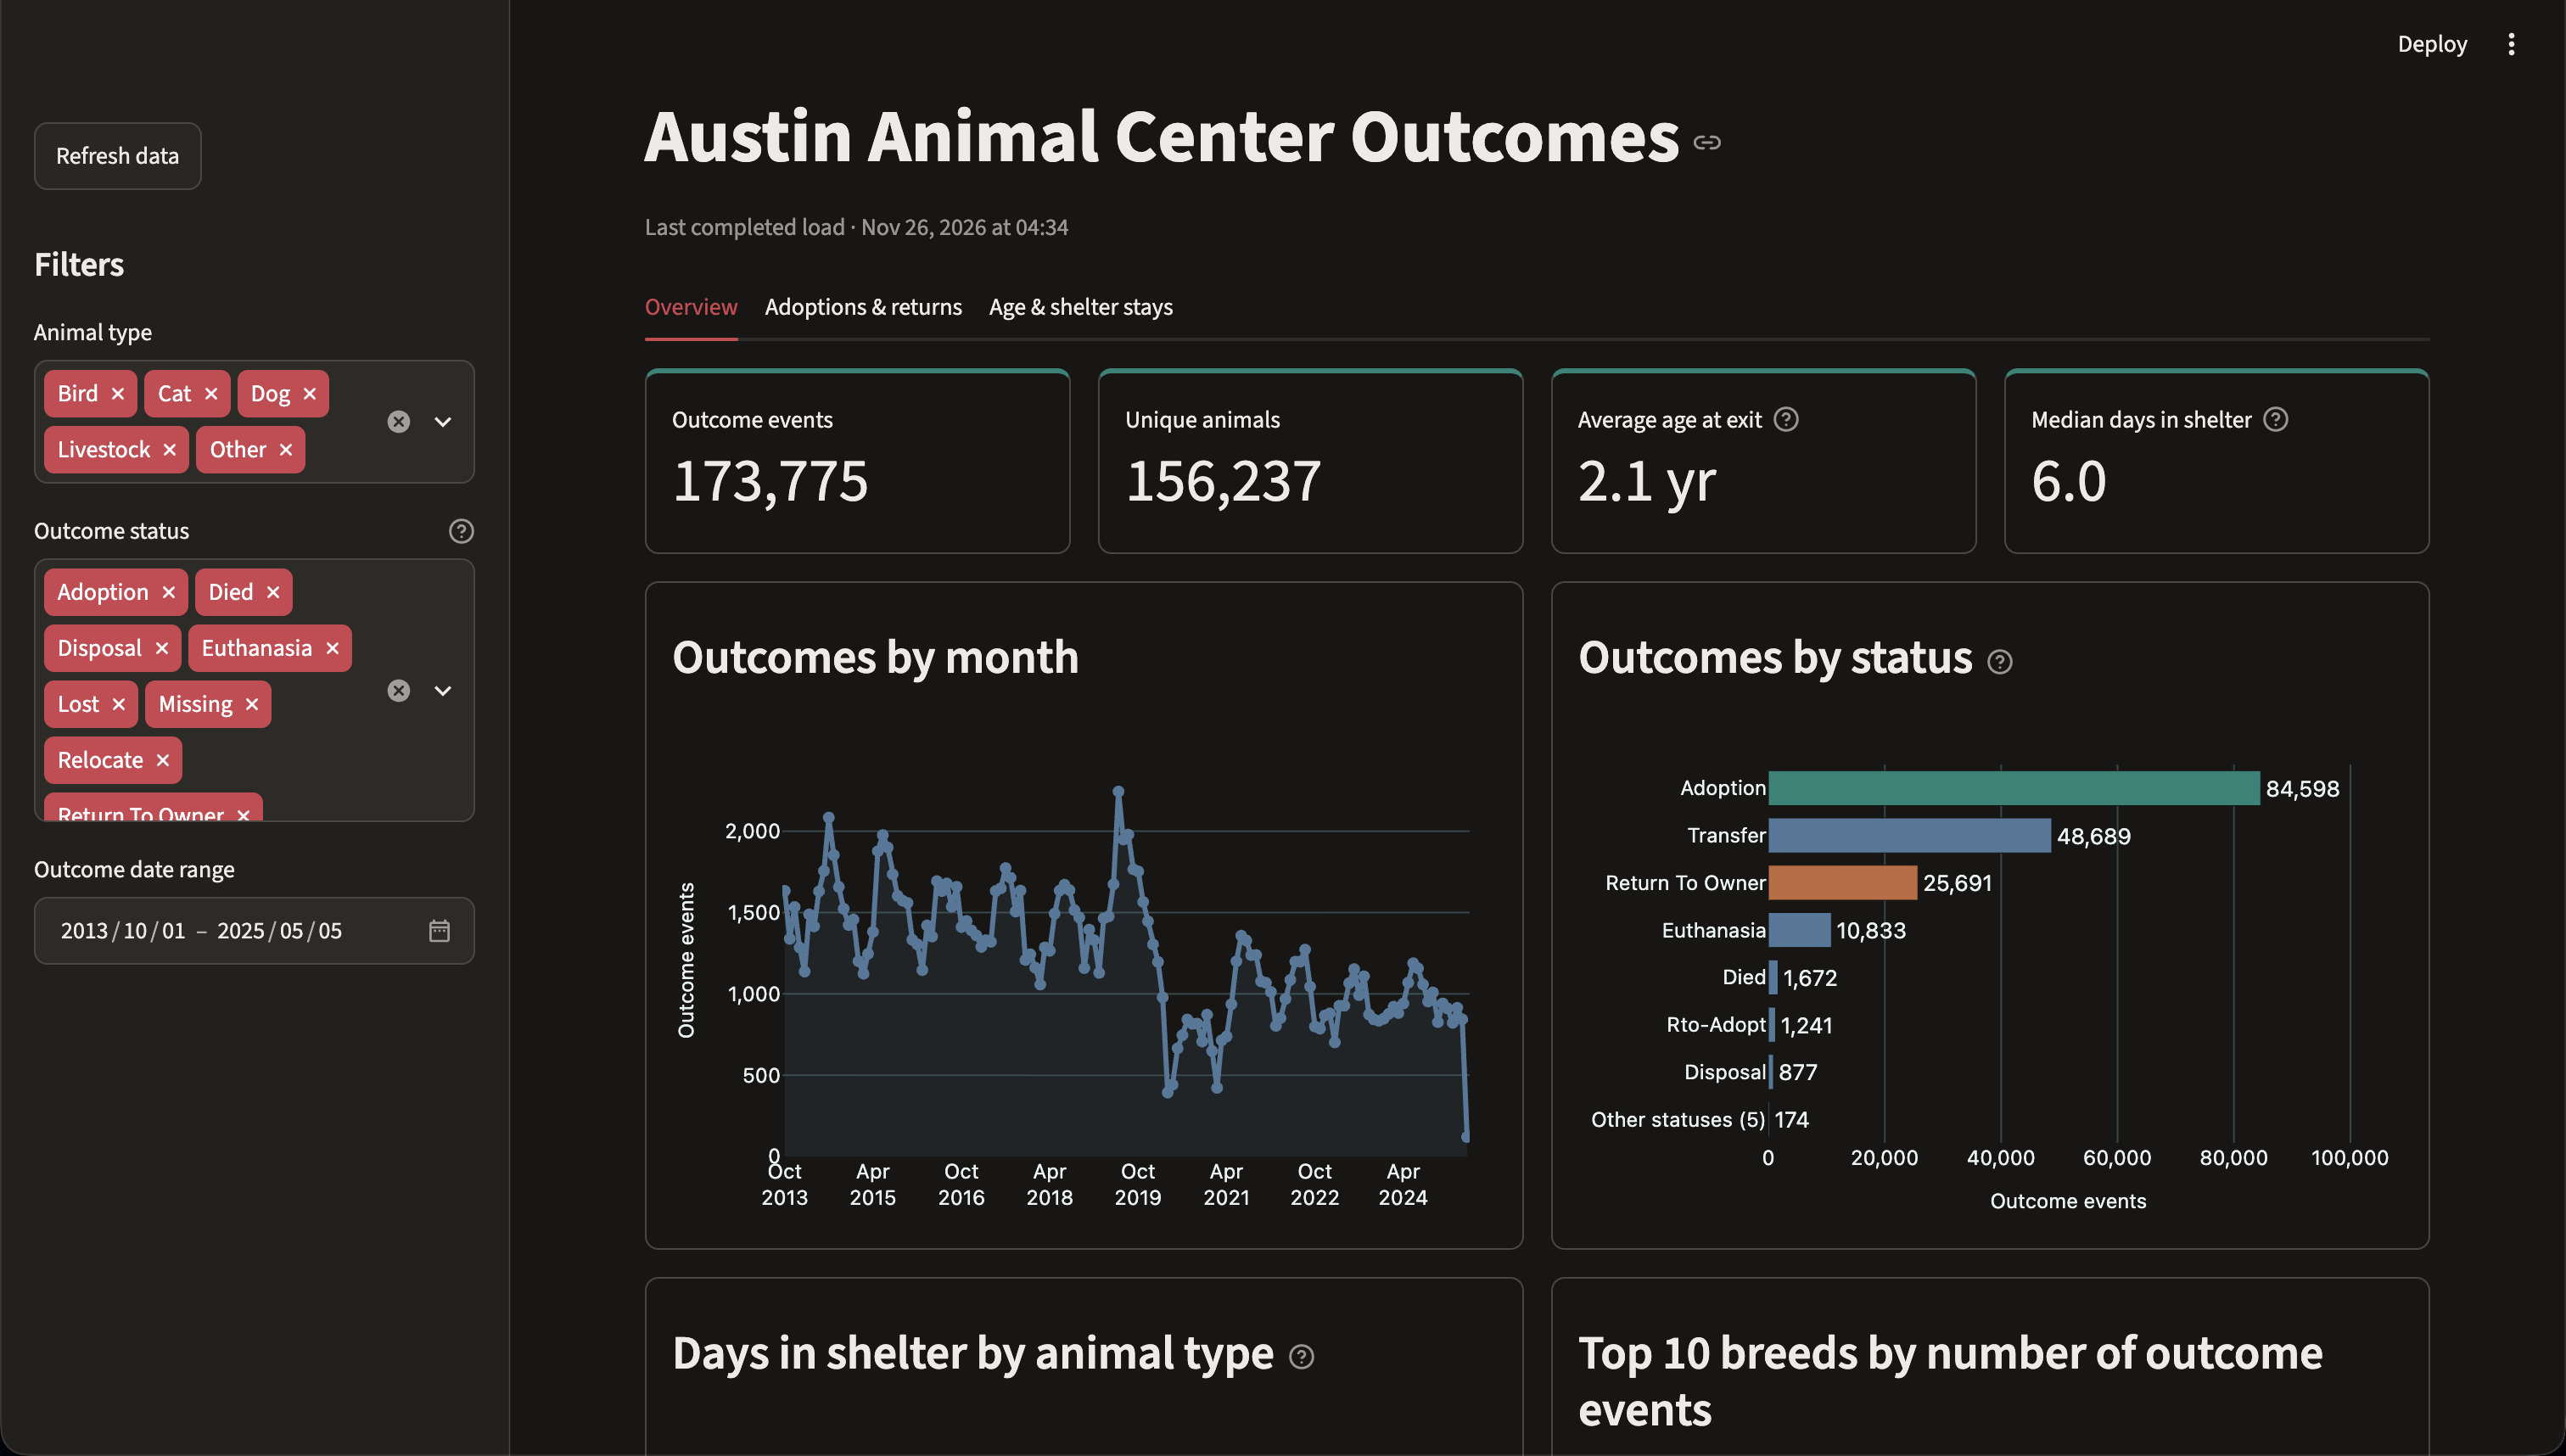 Deploy
Refresh data
Filters
Animal type
Bird
Cat
Dog
Livestock
Other
Outcome status
Adoption
Died
Disposal
Euthanasia
Lost
Missing
Relocate
Return To Owner
Outcome date range
2013/10/01 – 2025/05/05
Austin Animal Center Outcomes
Last completed load · Nov 26, 2026 at 04:34
Overview
Adoptions & returns
Age & shelter stays
Outcome events
173,775
Unique animals
156,237
Average age at exit
2.1 yr
Median days in shelter
6.0
Outcomes by month
Outcome events
2,000
1,500
1,000
500
0
Oct 2013
Apr 2015
Oct 2016
Apr 2018
Oct 2019
Apr 2021
Oct 2022
Apr 2024
Outcomes by status
Adoption 84,598
Transfer 48,689
Return To Owner 25,691
Euthanasia 10,833
Died 1,672
Rto-Adopt 1,241
Disposal 877
Other statuses (5) 174
0 20,000 40,000 60,000 80,000 100,000
Outcome events
Days in shelter by animal type
Top 10 breeds by number of outcome
events